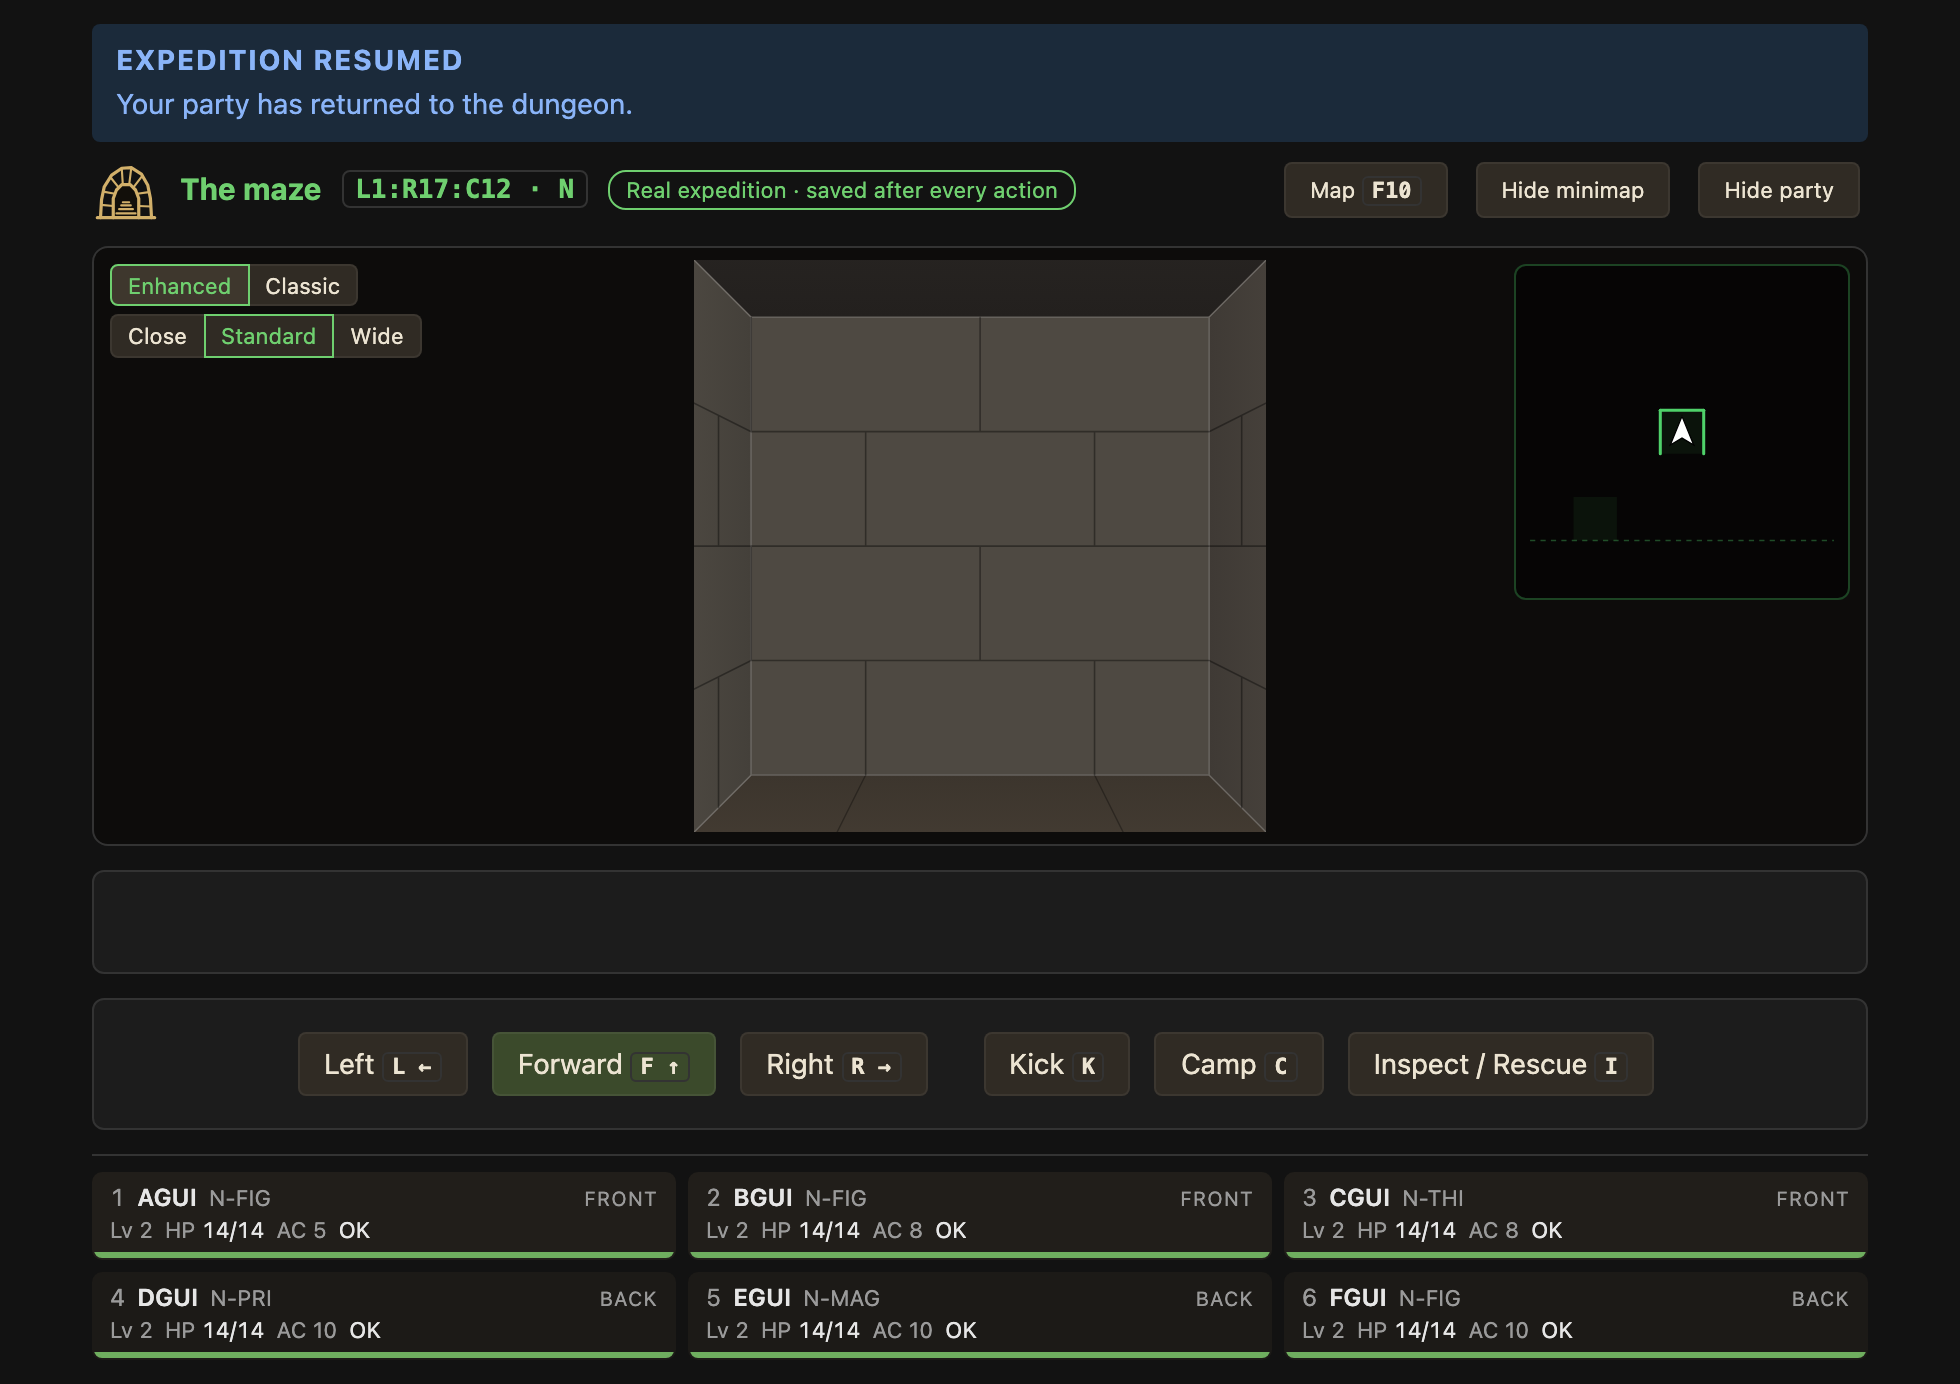 EXPEDITION RESUMED
Your party has returned to the dungeon.
The maze L1:R17:C12 · N Real expedition · saved after every action Map F10 Hide minimap Hide party
Enhanced Classic
Close Standard Wide
Left L ← Forward F ↑ Right R → Kick K Camp C Inspect / Rescue I
1 AGUI N-FIG FRONT
Lv 2 HP 14/14 AC 5 OK
2 BGUI N-FIG FRONT
Lv 2 HP 14/14 AC 8 OK
3 CGUI N-THI FRONT
Lv 2 HP 14/14 AC 8 OK
4 DGUI N-PRI BACK
Lv 2 HP 14/14 AC 10 OK
5 EGUI N-MAG BACK
Lv 2 HP 14/14 AC 10 OK
6 FGUI N-FIG BACK
Lv 2 HP 14/14 AC 10 OK